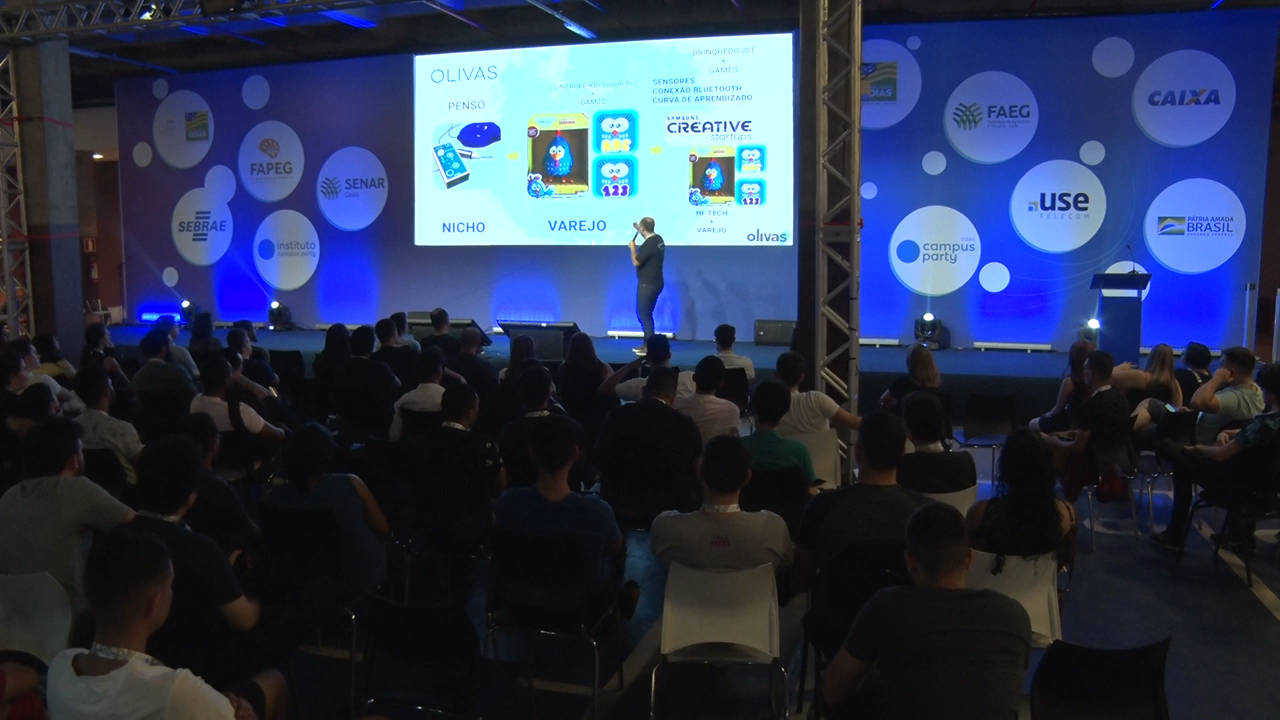 OLIVAS
PENSO
NICHO
GAMES
VAREJO
ABC
123
BRINQUEDO IOT
+
GAMES
SENSORES
CONEXÃO BLUETOOTH
CURVA DE APRENDIZADO
SAMSUNG
CREATIVE
startups
HI-TECH
+
VAREJO
olivas
FAPEG
SENAR
SEBRAE
instituto
campus party
FAEG
CAIXA
use
TELECOM
PÁTRIA AMADA
BRASIL
campus
party